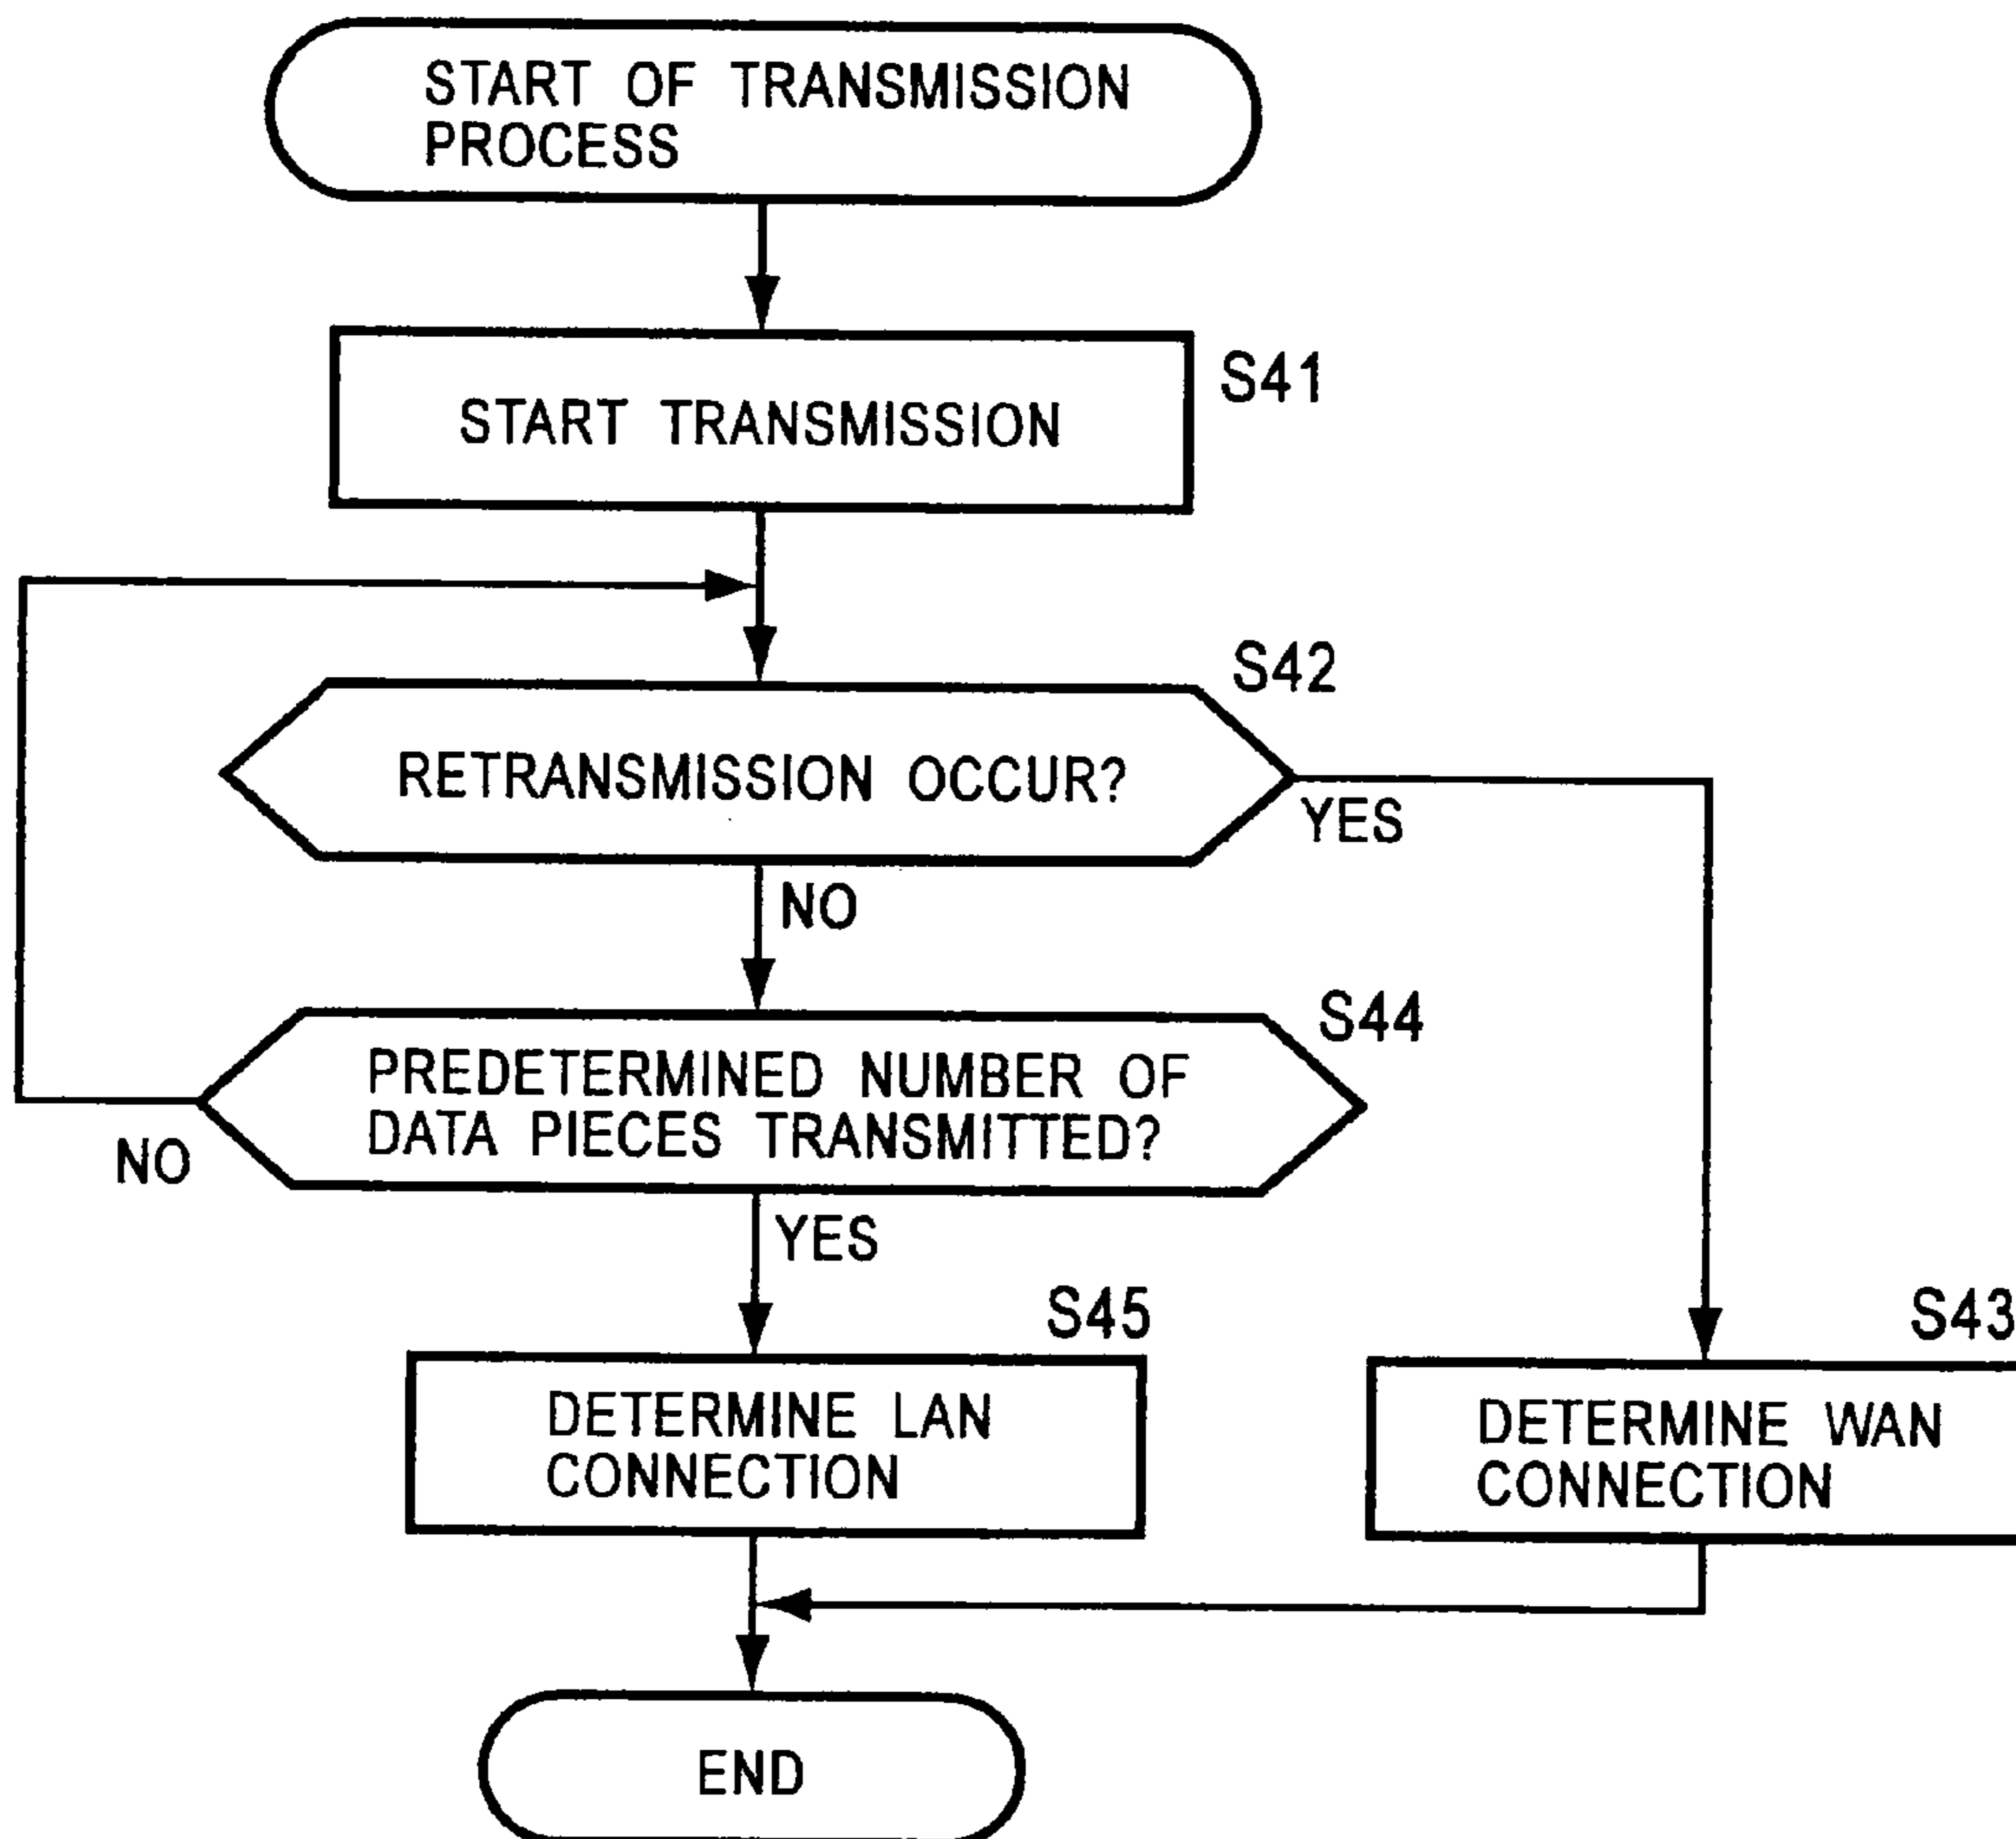 START OF TRANSMISSION
PROCESS
START TRANSMISSION
S41
S42
RETRANSMISSION OCCUR?
YES
NO
S44
PREDETERMINED NUMBER OF
DATA PIECES TRANSMITTED?
NO
YES
S45
S43
DETERMINE LAN
CONNECTION
DETERMINE WAN
CONNECTION
END